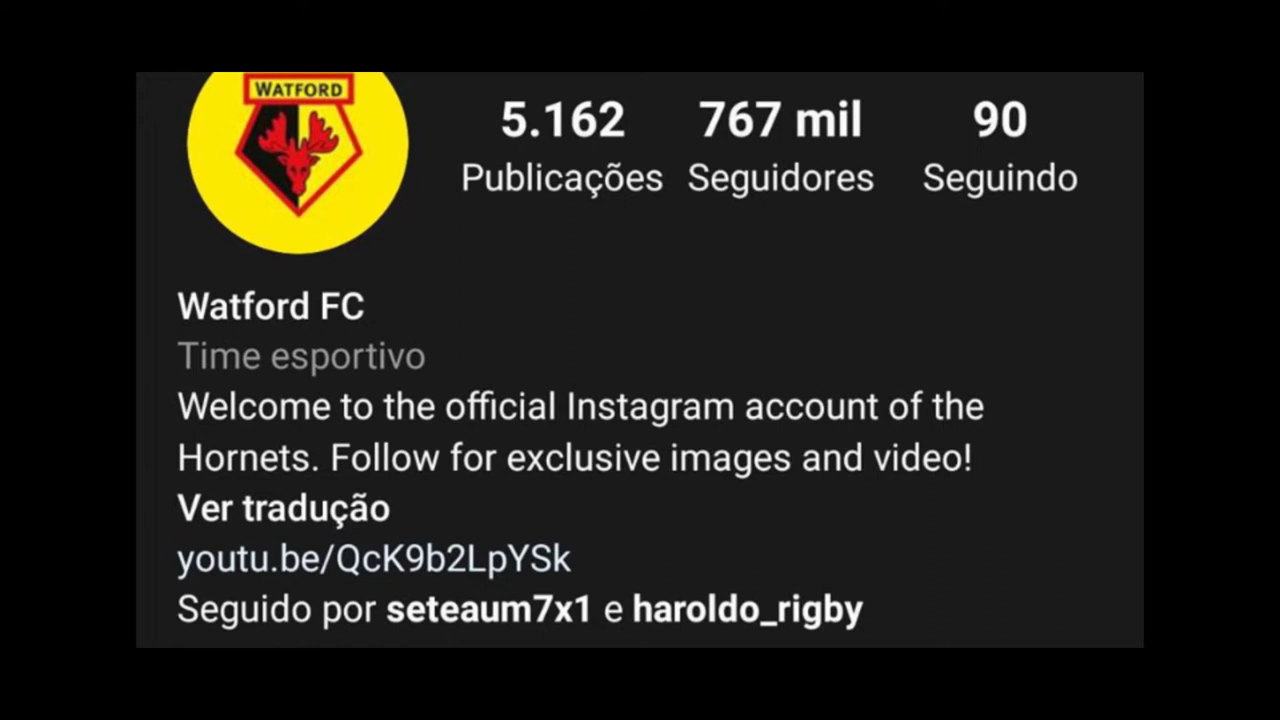 WATFORD
5.162 767 mil 90
Publicações Seguidores Seguindo
Watford FC
Time esportivo
Welcome to the official Instagram account of the
Hornets. Follow for exclusive images and video!
Ver tradução
youtu.be/QcK9b2LpYSk
Seguido por seteaum7x1 e haroldo_rigby